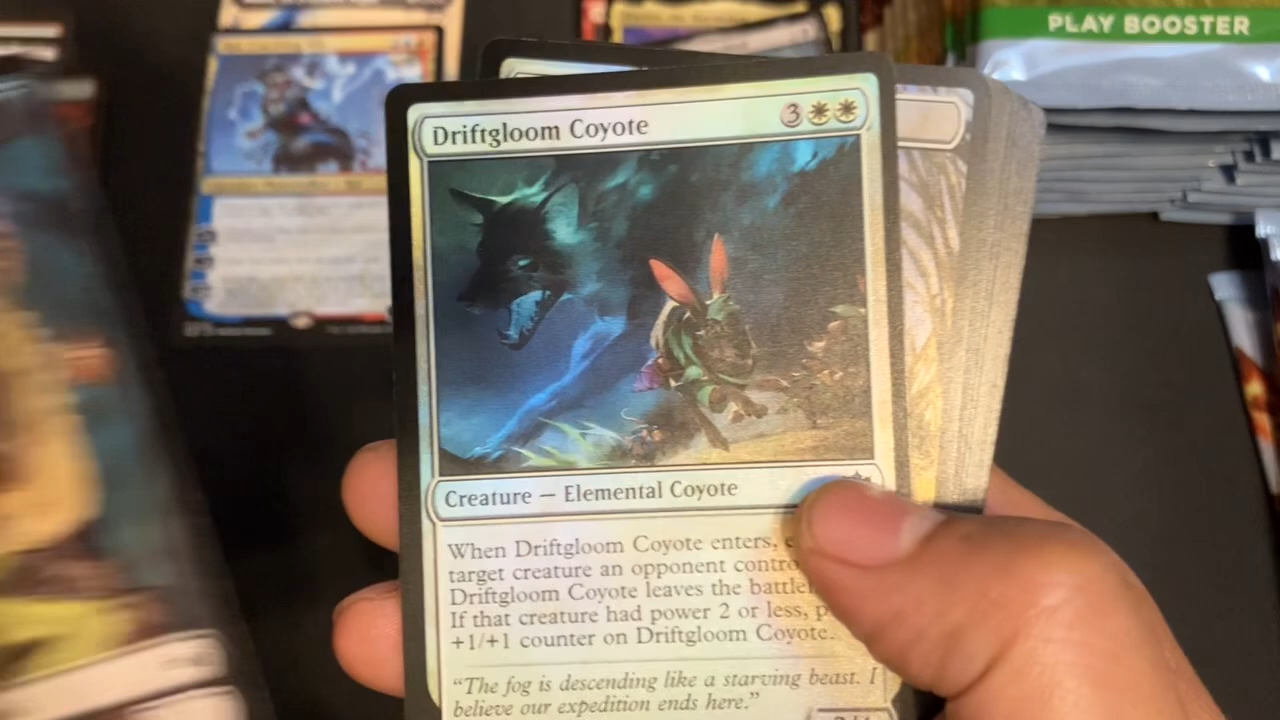 PLAY BOOSTER
Driftgloom Coyote
3
Creature — Elemental Coyote
When Driftgloom Coyote enters,
target creature an opponent
Driftgloom Coyote leaves the
If that creature had power 2 or less,
+1/+1 counter on Driftgloom Coyote.
“The fog is descending like a starving beast. I
believe our expedition ends here.”